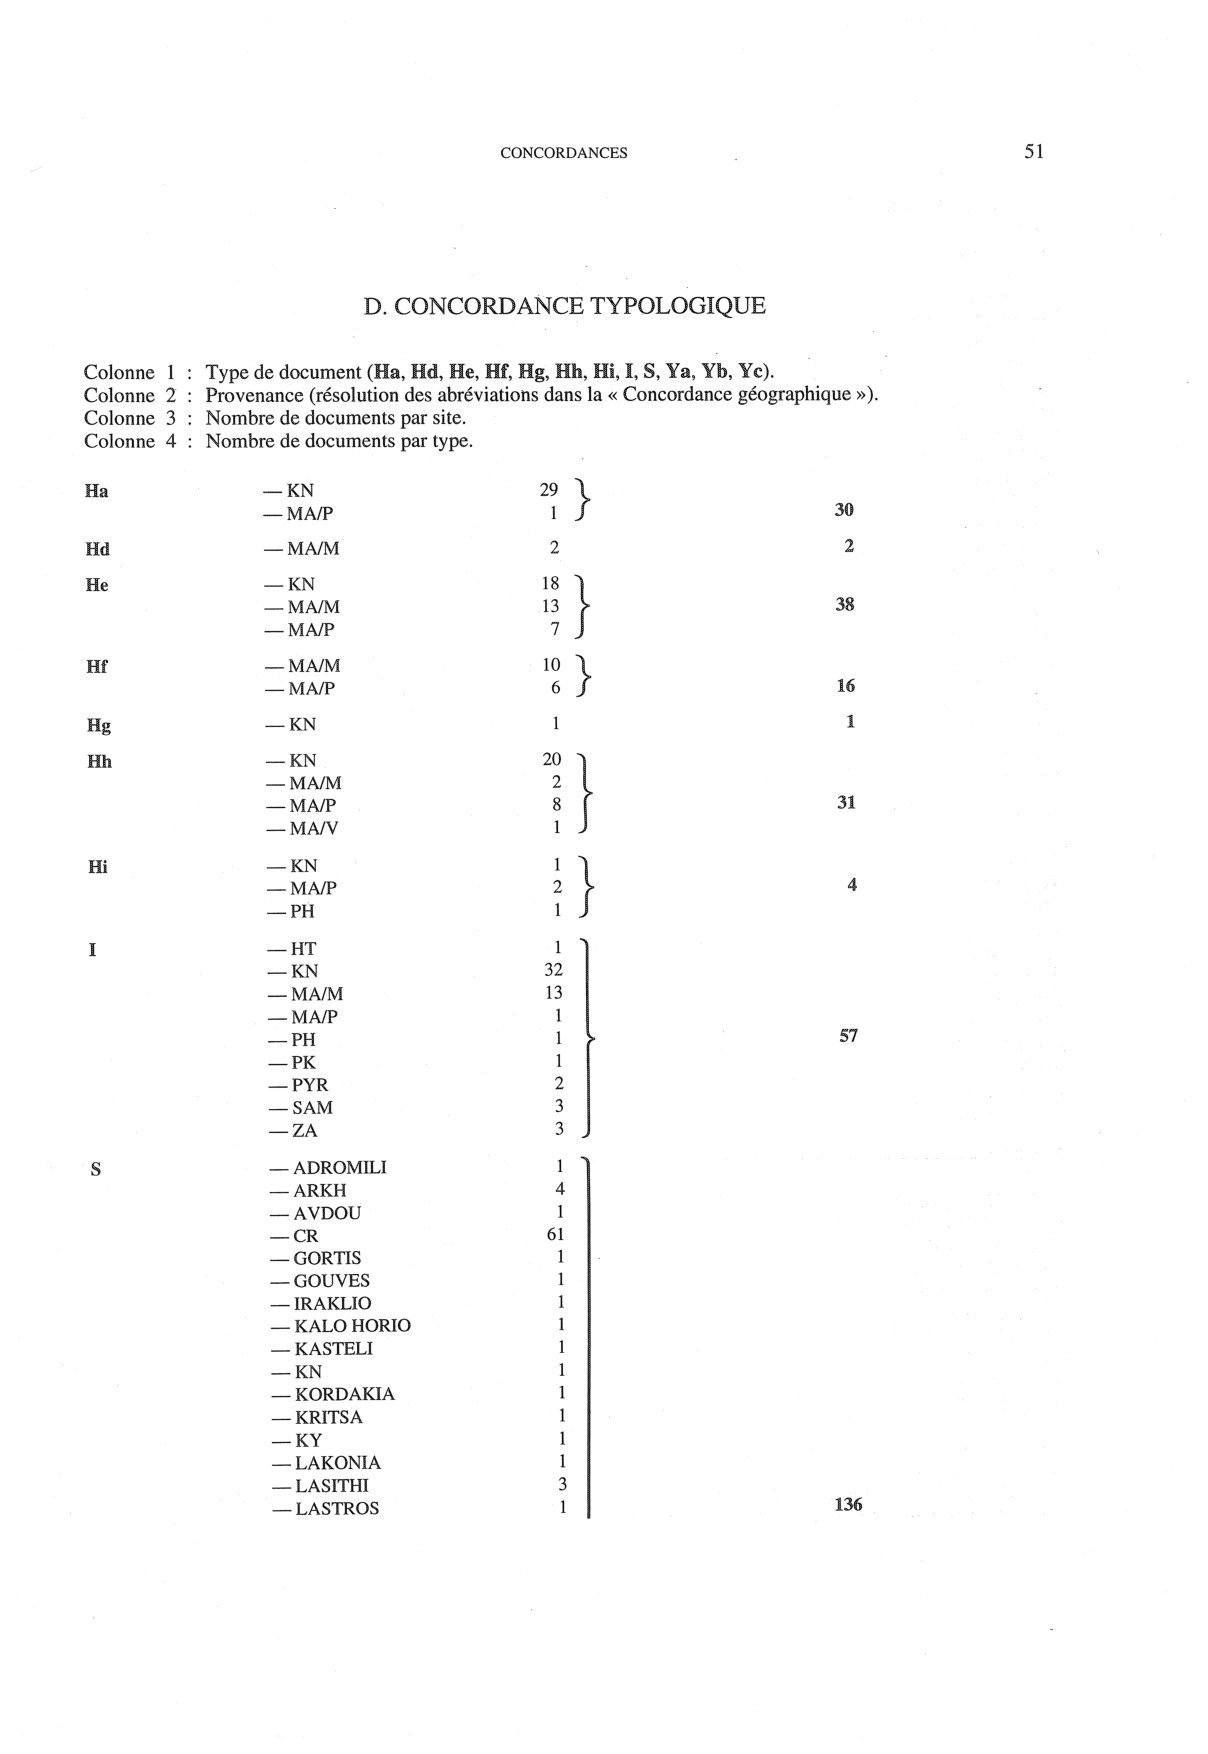 CONCORDANCES 51
D. CONCORDANCE TYPOLOGIQUE
Colonne 1 : Type de document (Ha, Hd, He, Hf, Hg, Hh, Hi, I, S, Ya, Yb, Yc).
Colonne 2 : Provenance (résolution des abréviations dans la « Concordance géographique »).
Colonne 3 : Nombre de documents par site.
Colonne 4 : Nombre de documents par type.
Ha — KN 29
— MA/P 1 30
Hd — MA/M 2 2
He — KN 18
— MA/M 13 38
— MA/P 7
Hf — MA/M 10
— MA/P 6 16
Hg — KN 1 1
Hh — KN 20
— MA/M 2
— MA/P 8 31
— MA/V 1
Hi — KN 1
— MA/P 2 4
— PH 1
I — HT 1
— KN 32
— MA/M 13
— MA/P 1
— PH 1 57
— PK 1
— PYR 2
— SAM 3
— ZA 3
S — ADROMILI 1
— ARKH 4
— AVDOU 1
— CR 61
— GORTIS 1
— GOUVES 1
— IRAKLIO 1
— KALO HORIO 1
— KASTELI 1
— KN 1
— KORDAKIA 1
— KRITSA 1
— KY 1
— LAKONIA 1
— LASITHI 3
— LASTROS 1 136